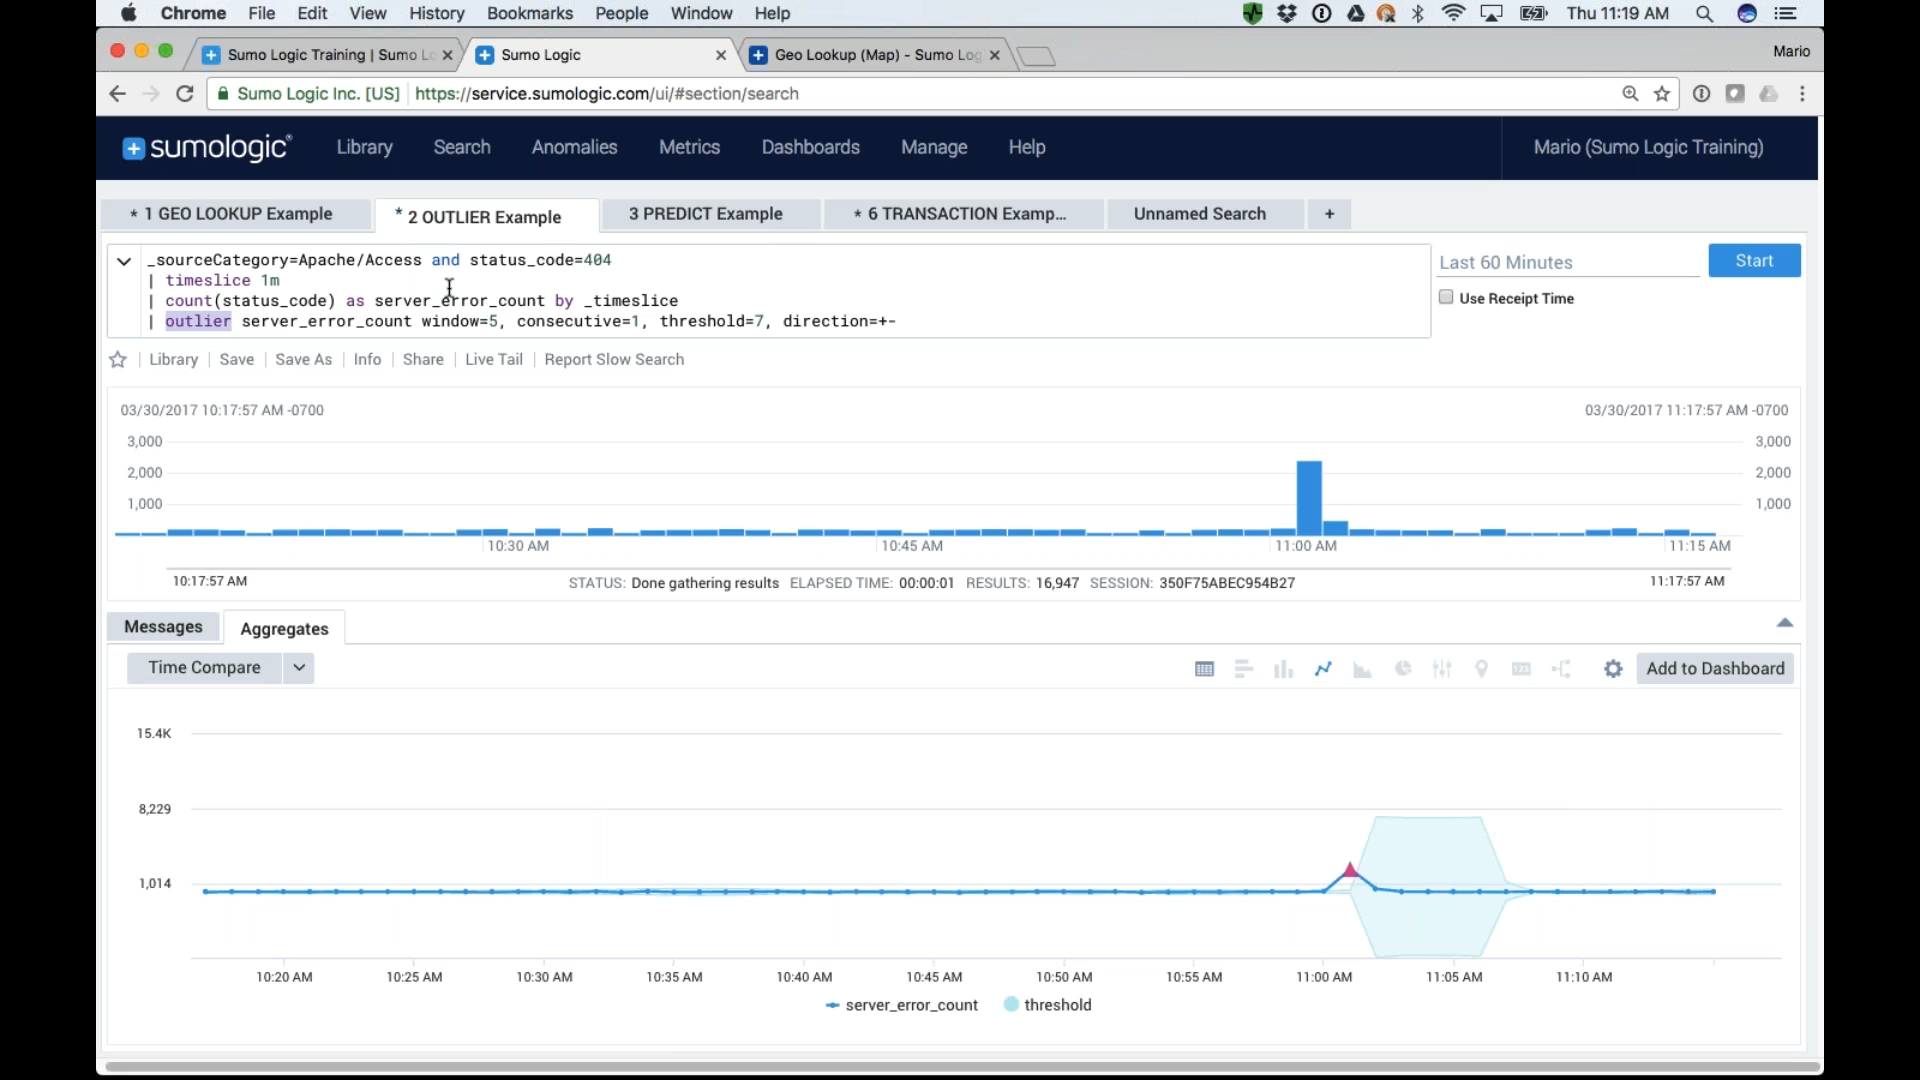 Chrome File Edit View History Bookmarks People Window Help Thu 11:19 AM
Sumo Logic Training | Sumo Lo Sumo Logic Geo Lookup (Map) - Sumo Log Mario
Sumo Logic Inc. [US] https://service.sumologic.com/ui/#section/search
sumologic Library Search Anomalies Metrics Dashboards Manage Help Mario (Sumo Logic Training)
* 1 GEO LOOKUP Example * 2 OUTLIER Example 3 PREDICT Example * 6 TRANSACTION Examp... Unnamed Search +
_sourceCategory=Apache/Access and status_code=404
| timeslice 1m
| count(status_code) as server_error_count by _timeslice
| outlier server_error_count window=5, consecutive=1, threshold=7, direction=+-
Last 60 Minutes Start
Use Receipt Time
Library | Save | Save As | Info | Share | Live Tail | Report Slow Search
03/30/2017 10:17:57 AM -0700 03/30/2017 11:17:57 AM -0700
3,000 3,000
2,000 2,000
1,000 1,000
10:30 AM 10:45 AM 11:00 AM 11:15 AM
10:17:57 AM STATUS: Done gathering results ELAPSED TIME: 00:00:01 RESULTS: 16,947 SESSION: 350F75ABEC954B27 11:17:57 AM
Messages Aggregates
Time Compare Add to Dashboard
15.4K
8,229
1,014
10:20 AM 10:25 AM 10:30 AM 10:35 AM 10:40 AM 10:45 AM 10:50 AM 10:55 AM 11:00 AM 11:05 AM 11:10 AM
server_error_count threshold